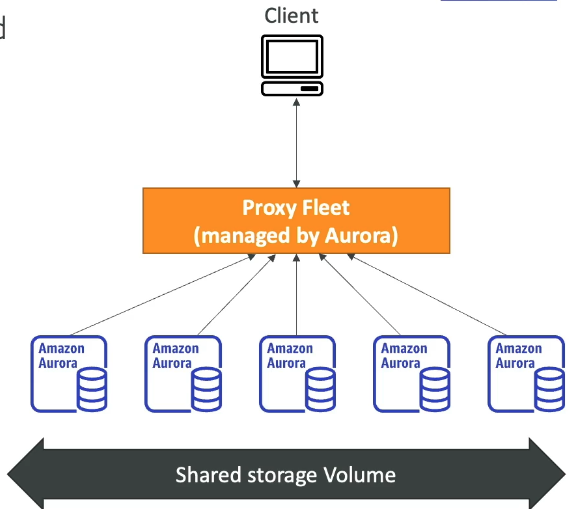 Client
Proxy Fleet
(managed by Aurora)
Amazon
Aurora
Amazon
Aurora
Amazon
Aurora
Amazon
Aurora
Amazon
Aurora
Shared storage Volume